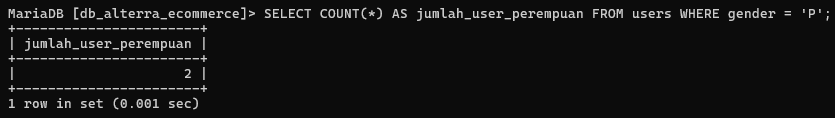 MariaDB [db_alterra_ecommerce]> SELECT COUNT(*) AS jumlah_user_perempuan FROM users WHERE gender = 'P';
+-----------------------+
| jumlah_user_perempuan |
+-----------------------+
|                     2 |
+-----------------------+
1 row in set (0.001 sec)